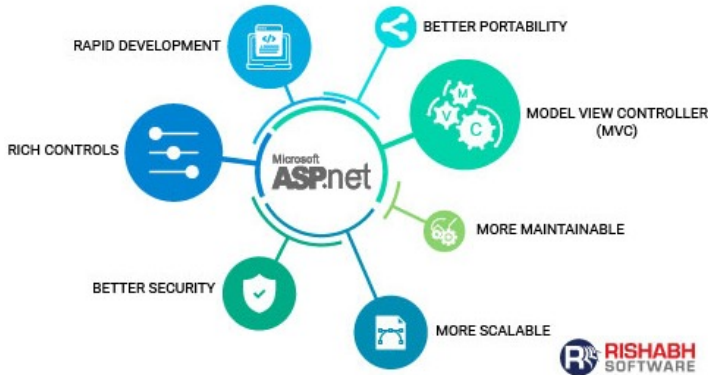 BETTER PORTABILITY
RAPID DEVELOPMENT
MODEL VIEW CONTROLLER
(MVC)
M
V
C
RICH CONTROLS
Microsoft
ASP.net
MORE MAINTAINABLE
BETTER SECURITY
MORE SCALABLE
R
RISHABH
SOFTWARE